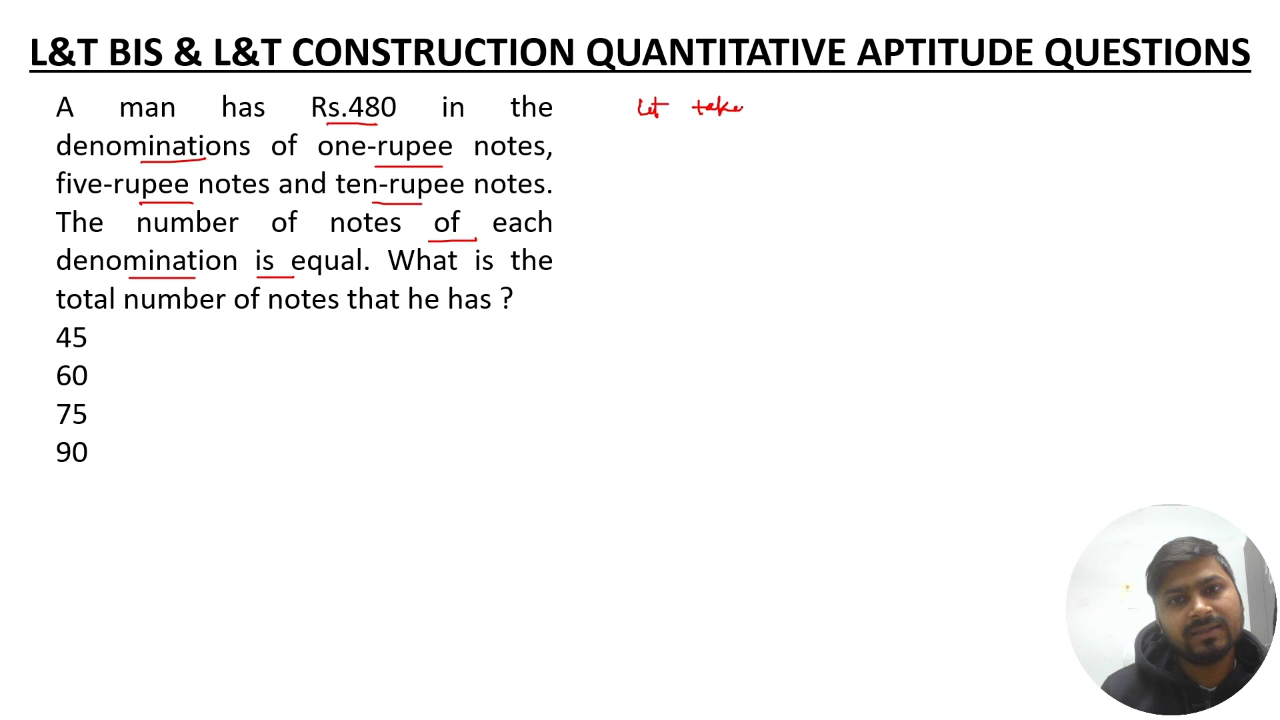 L&T BIS & L&T CONSTRUCTION QUANTITATIVE APTITUDE QUESTIONS
A man has Rs.480 in the
denominations of one-rupee notes,
five-rupee notes and ten-rupee notes.
The number of notes of each
denomination is equal. What is the
total number of notes that he has ?
45
60
75
90
let take